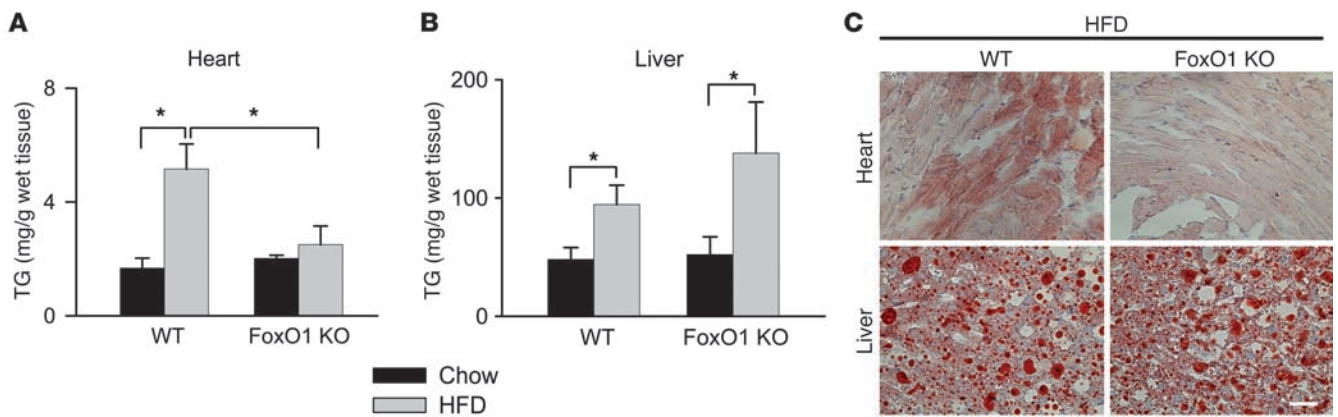 A
Heart
TG (mg/g wet tissue)
8
4
0
*
*
WT
FoxO1 KO
B
Liver
TG (mg/g wet tissue)
200
100
0
*
*
WT
FoxO1 KO
Chow
HFD
C
HFD
WT
FoxO1 KO
Heart
Liver